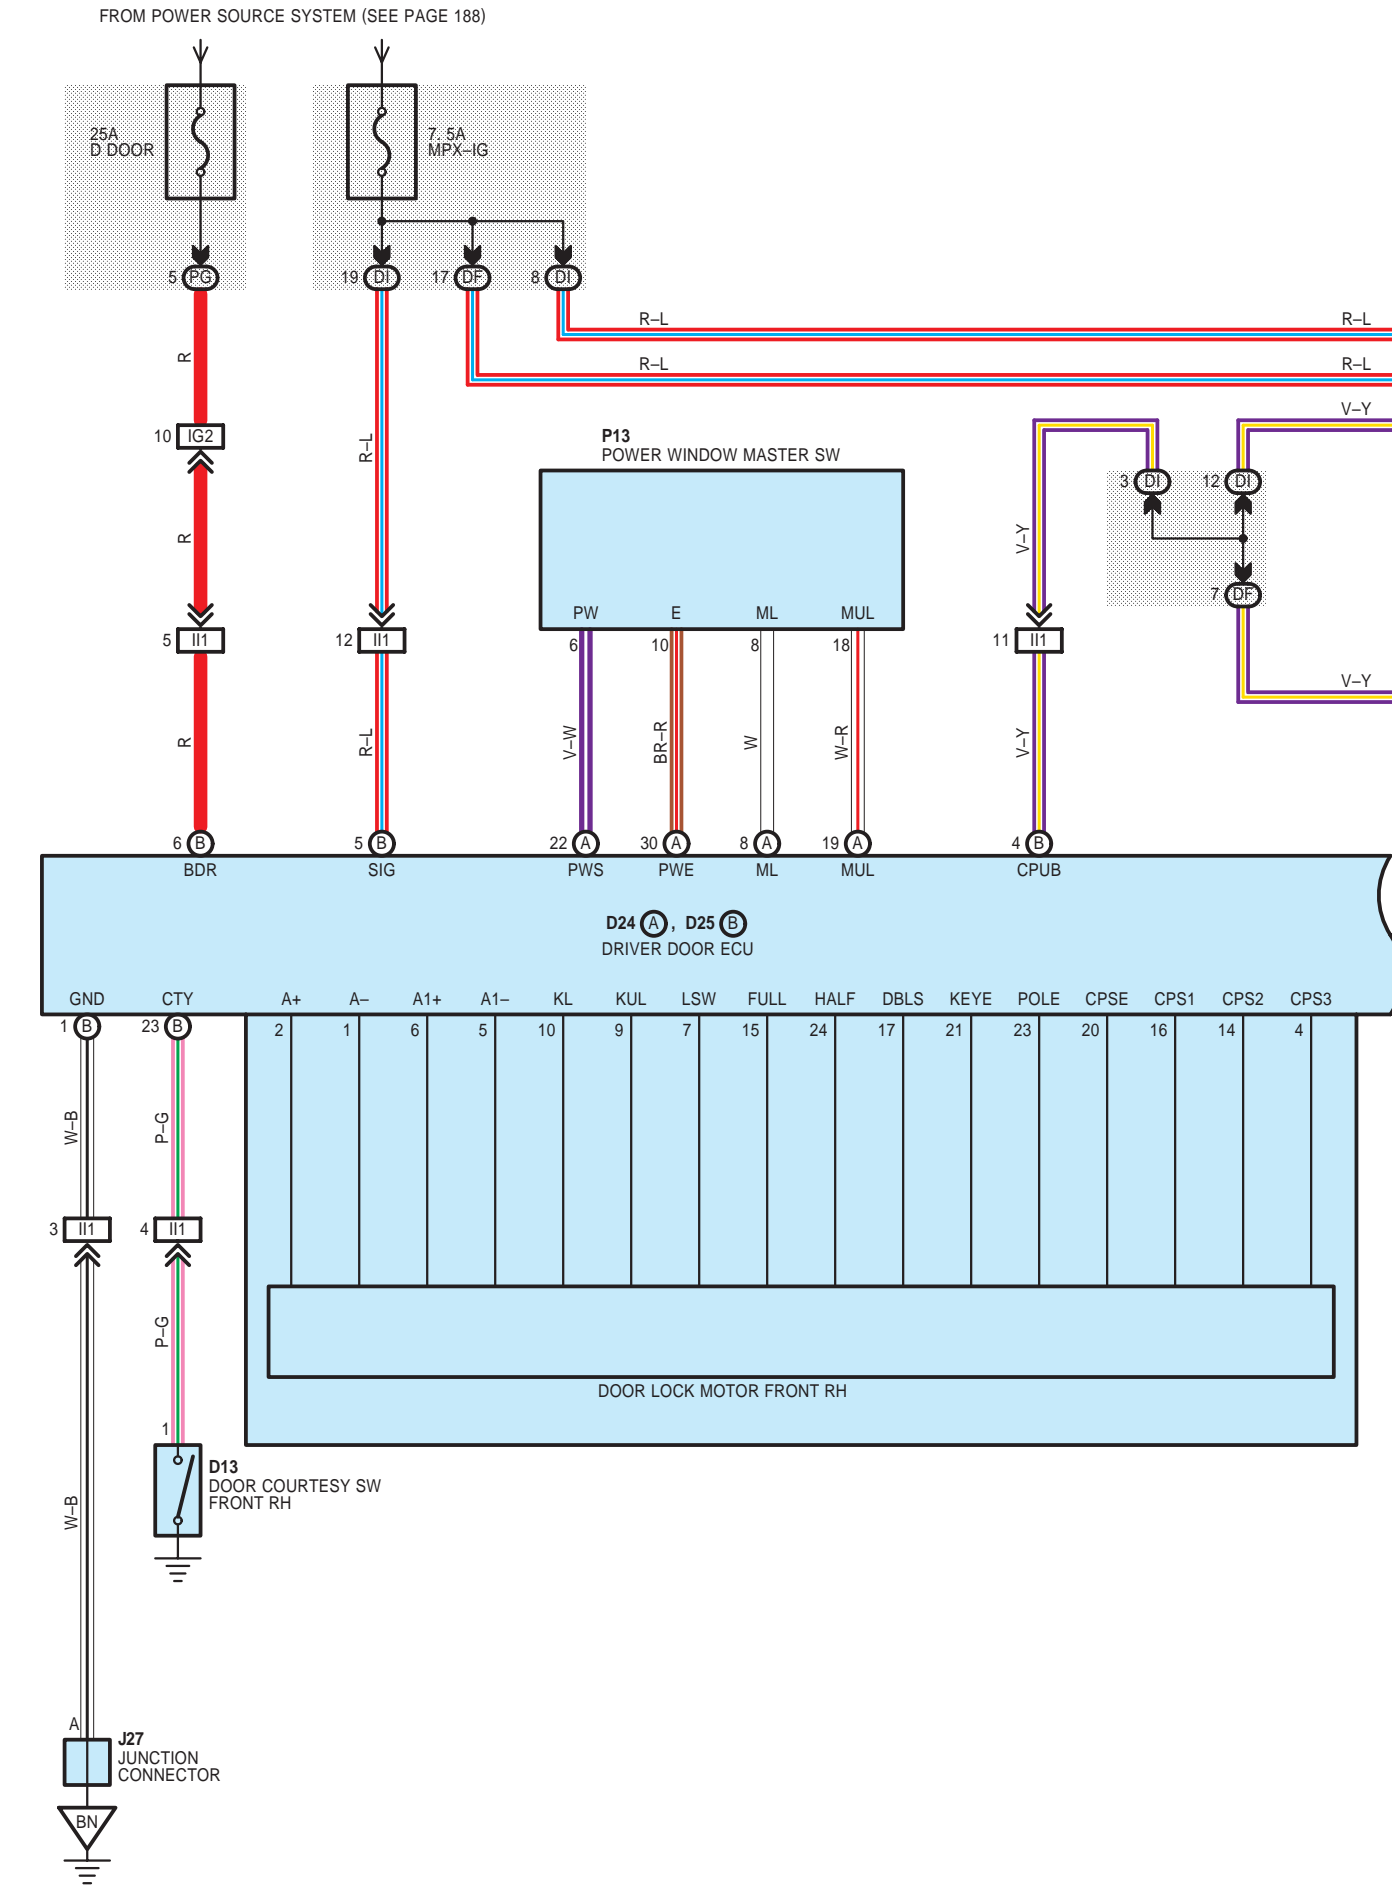 FROM POWER SOURCE SYSTEM (SEE PAGE 188)
25A
D DOOR
7. 5A
MPX–IG
5 PG
19 DI
17 DF
8 DI
R–L
R–L
R–L
R–L
R
R–L
V–Y
10 IG2
P13
POWER WINDOW MASTER SW
3 DI
12 DI
R
V–Y
7 DF
PW E ML MUL
5 II1
12 II1
6 10 8 18
11 II1
V–Y
R
R–L
V–W
BR–R
W
W–R
V–Y
6 B
5 B
22 A
30 A
8 A
19 A
4 B
BDR SIG PWS PWE ML MUL CPUB
D24 A , D25 B
DRIVER DOOR ECU
GND CTY A+ A– A1+ A1– KL KUL LSW FULL HALF DBLS KEYE POLE CPSE CPS1 CPS2 CPS3
1 B
23 B
2 1 6 5 10 9 7 15 24 17 21 23 20 16 14 4
W–B
P–G
3 II1
4 II1
P–G
DOOR LOCK MOTOR FRONT RH
1
D13
DOOR COURTESY SW
FRONT RH
W–B
A
J27
JUNCTION
CONNECTOR
BN